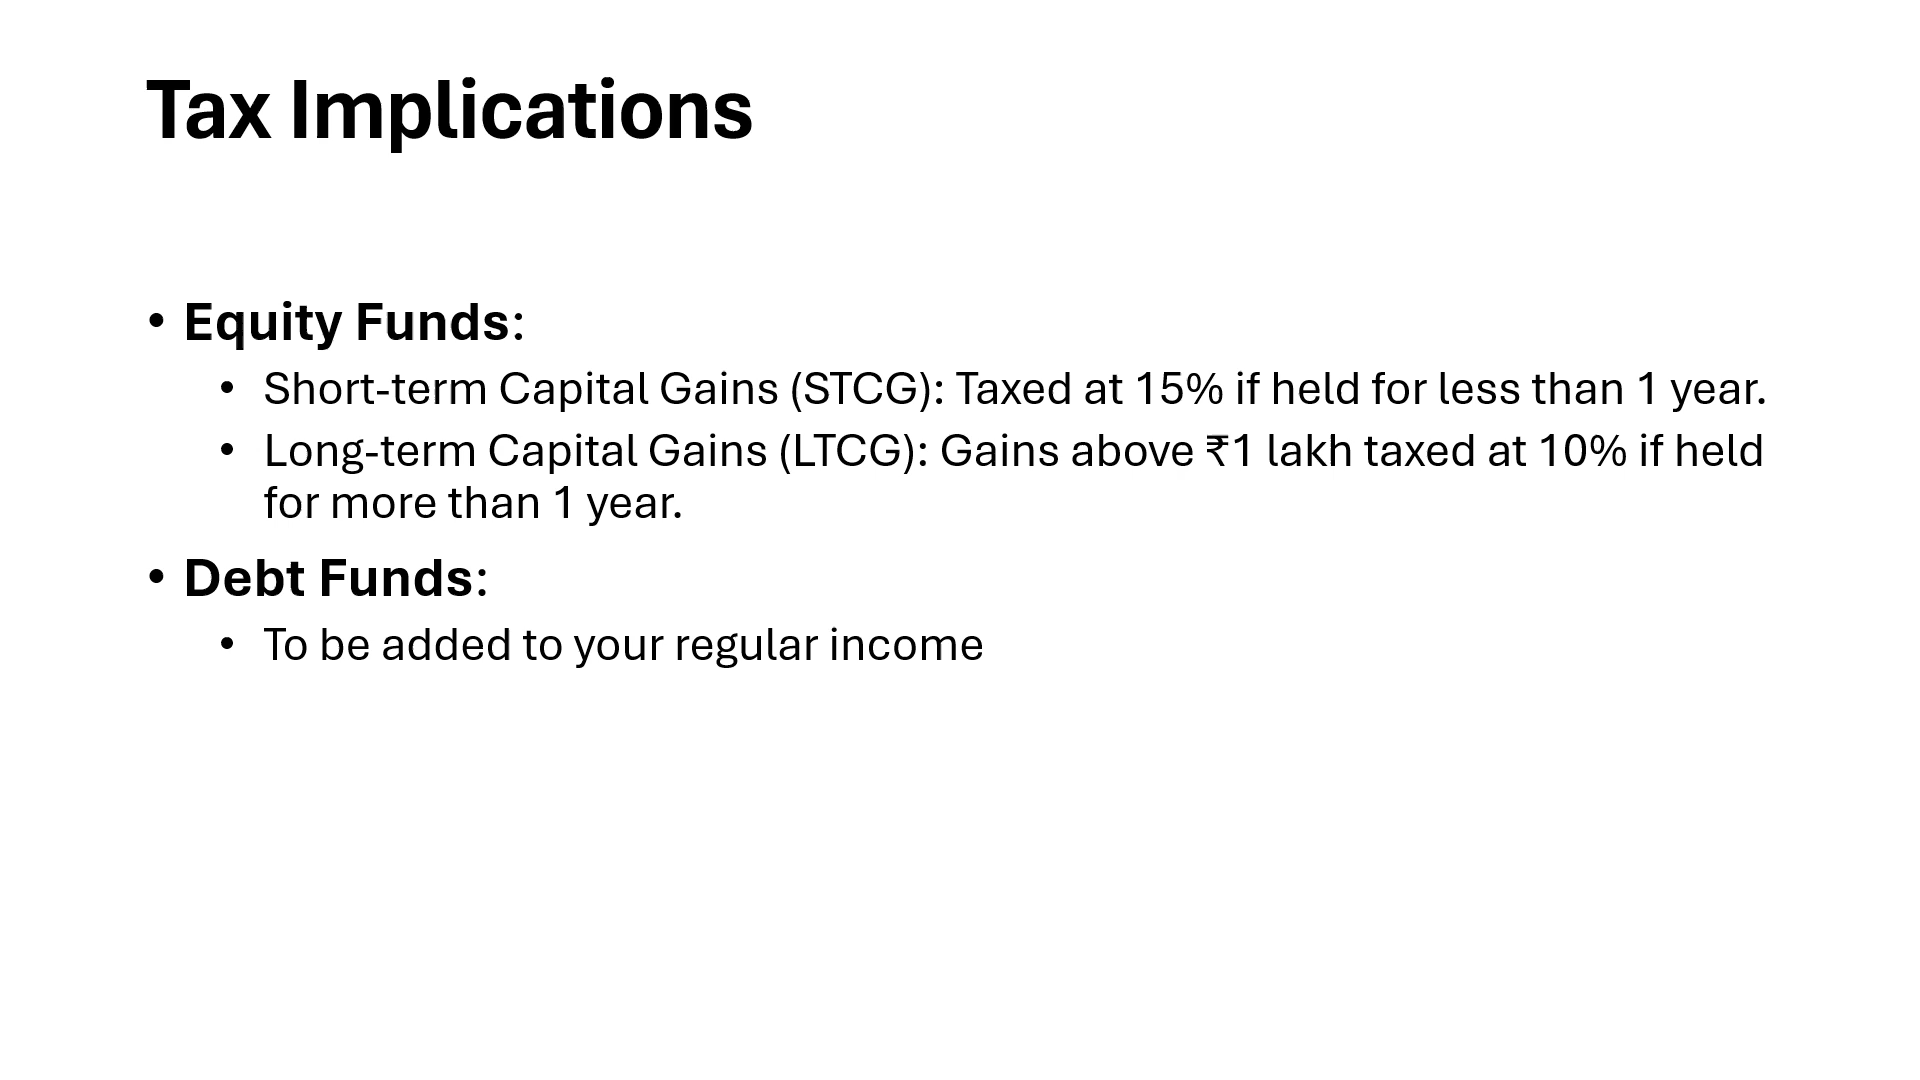 Tax Implications
• Equity Funds:
• Short-term Capital Gains (STCG): Taxed at 15% if held for less than 1 year.
• Long-term Capital Gains (LTCG): Gains above ₹1 lakh taxed at 10% if held
for more than 1 year.
• Debt Funds:
• To be added to your regular income